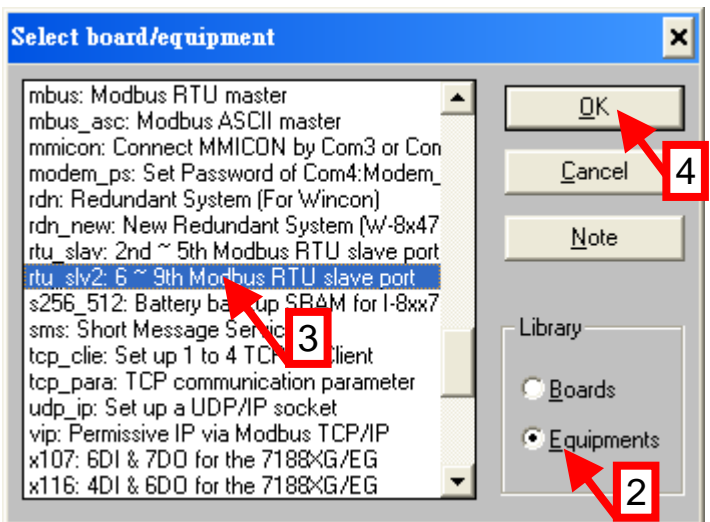 Select board/equipment
mbus: Modbus RTU master
mbus_asc: Modbus ASCII master
mmicon: Connect MMICON by Com3 or Con
modem_ps: Set Password of Com4:Modem_
rdn: Redundant System (For Wincon)
rdn_new: New Redundant System (W-8x47
rtu_slav: 2nd ~ 5th Modbus RTU slave port
rtu_slv2: 6 ~ 9th Modbus RTU slave port
s256_512: Battery back up SRAM for I-8xx7
sms: Short Message
tcp_clie: Set up 1 to 4 Client
tcp_para: TCP communication parameter
udp_ip: Set up a UDP/IP socket
vip: Permissive IP via Modbus TCP/IP
x107: 6DI & 7DO for the 7188XG/EG
x116: 4DI & 6DO for the 7188XG/EG
3
OK
4
Cancel
Note
Library
Boards
Equipments
2